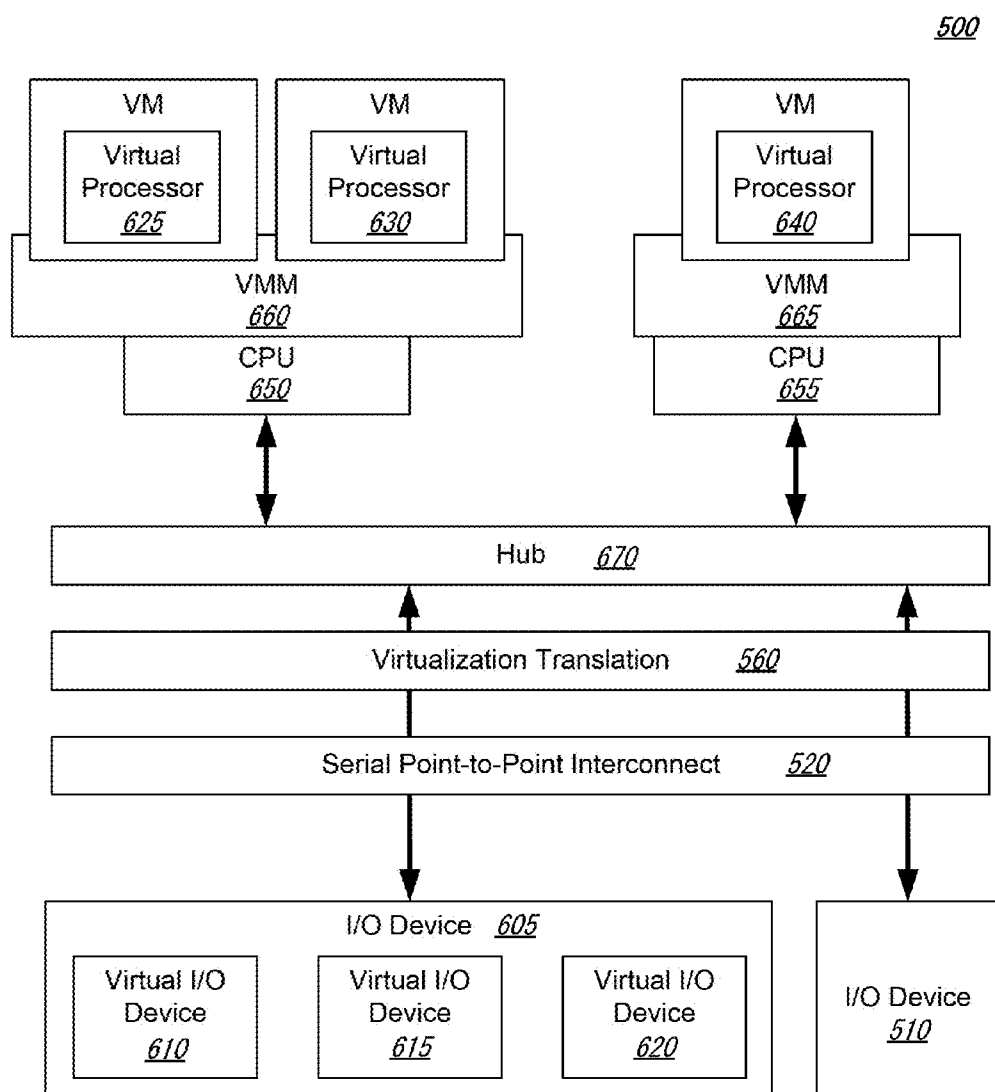 500
VM
Virtual
Processor
625
VM
Virtual
Processor
630
VMM
660
CPU
650
VM
Virtual
Processor
640
VMM
665
CPU
655
Hub 670
Virtualization Translation 560
Serial Point-to-Point Interconnect 520
I/O Device 605
Virtual I/O
Device
610
Virtual I/O
Device
615
Virtual I/O
Device
620
I/O Device
510